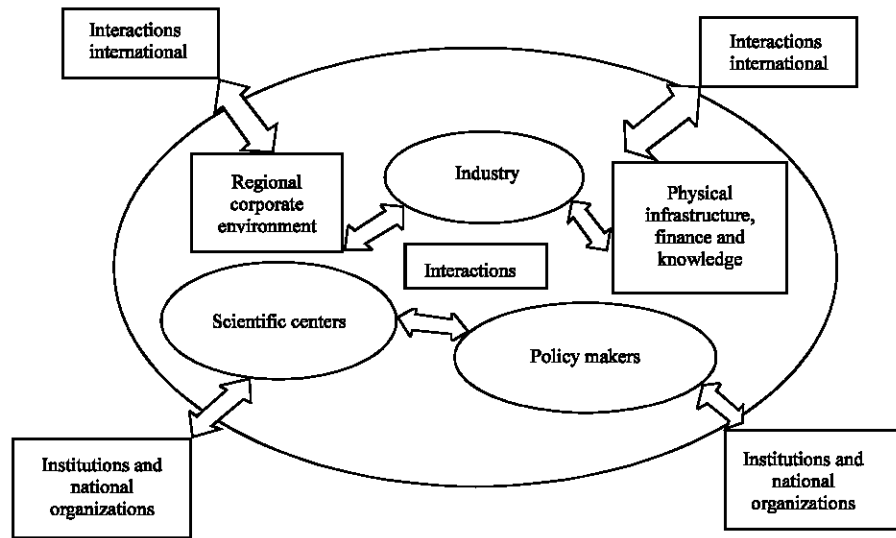 Interactions
international
Interactions
international
Regional
corporate
environment
Industry
Physical
infrastructure,
finance and
knowledge
Interactions
Scientific centers
Policy makers
Institutions and
national
organizations
Institutions and
national
organizations